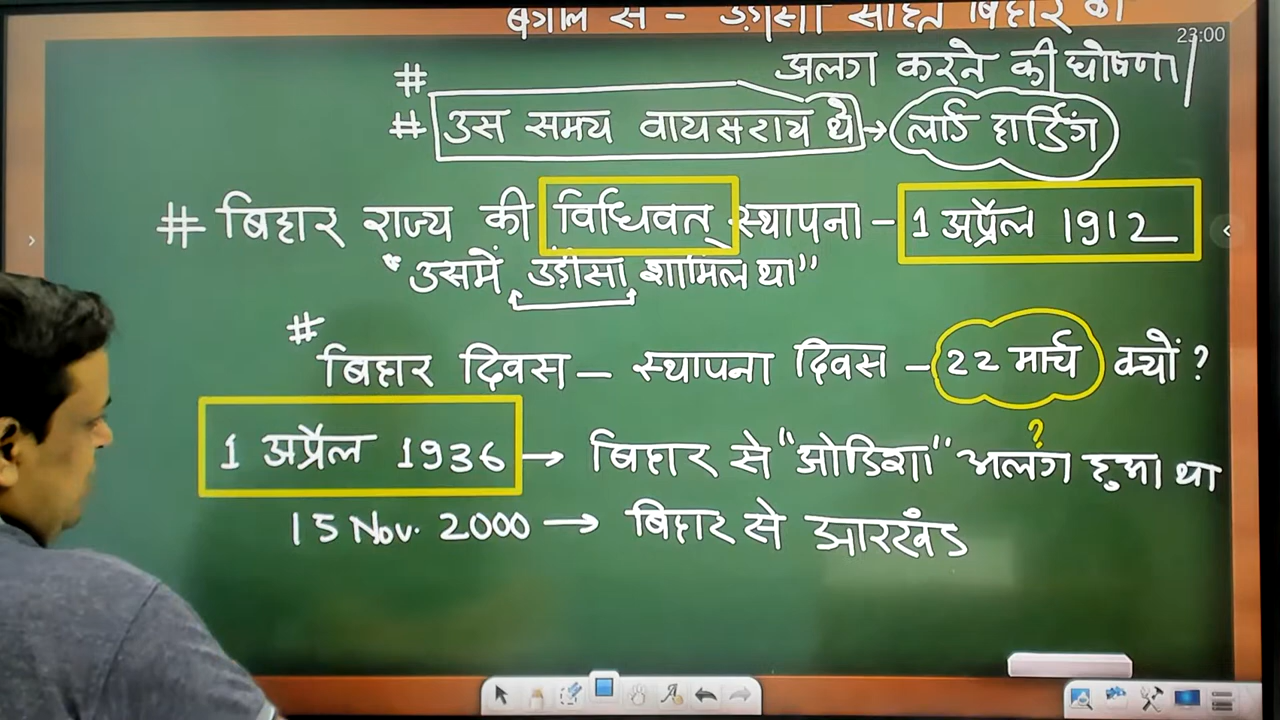 बंगाल से - उड़ीसा सहित बिहार को
23:00
#
अलग करने की घोषणा|
# उस समय वायसराय थे → लार्ड हार्डिंग
# बिहार राज्य की विधिवत् स्थापना - 1 अप्रैल 1912
"उसमें उड़ीसा शामिल था"
#
बिहार दिवस - स्थापना दिवस - 22 मार्च क्यों ?
?
1 अप्रैल 1936 → बिहार से "ओडिशा" अलग हुआ था
15 Nov. 2000 → बिहार से झारखंड